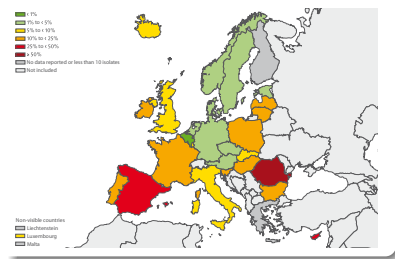 < 1%
1% to < 5%
5% to < 10%
10% to < 25%
25% to < 50%
≥ 50%
No data reported or less than 10 isolates
Not included
Non-visible countries
Liechtenstein
Luxembourg
Malta